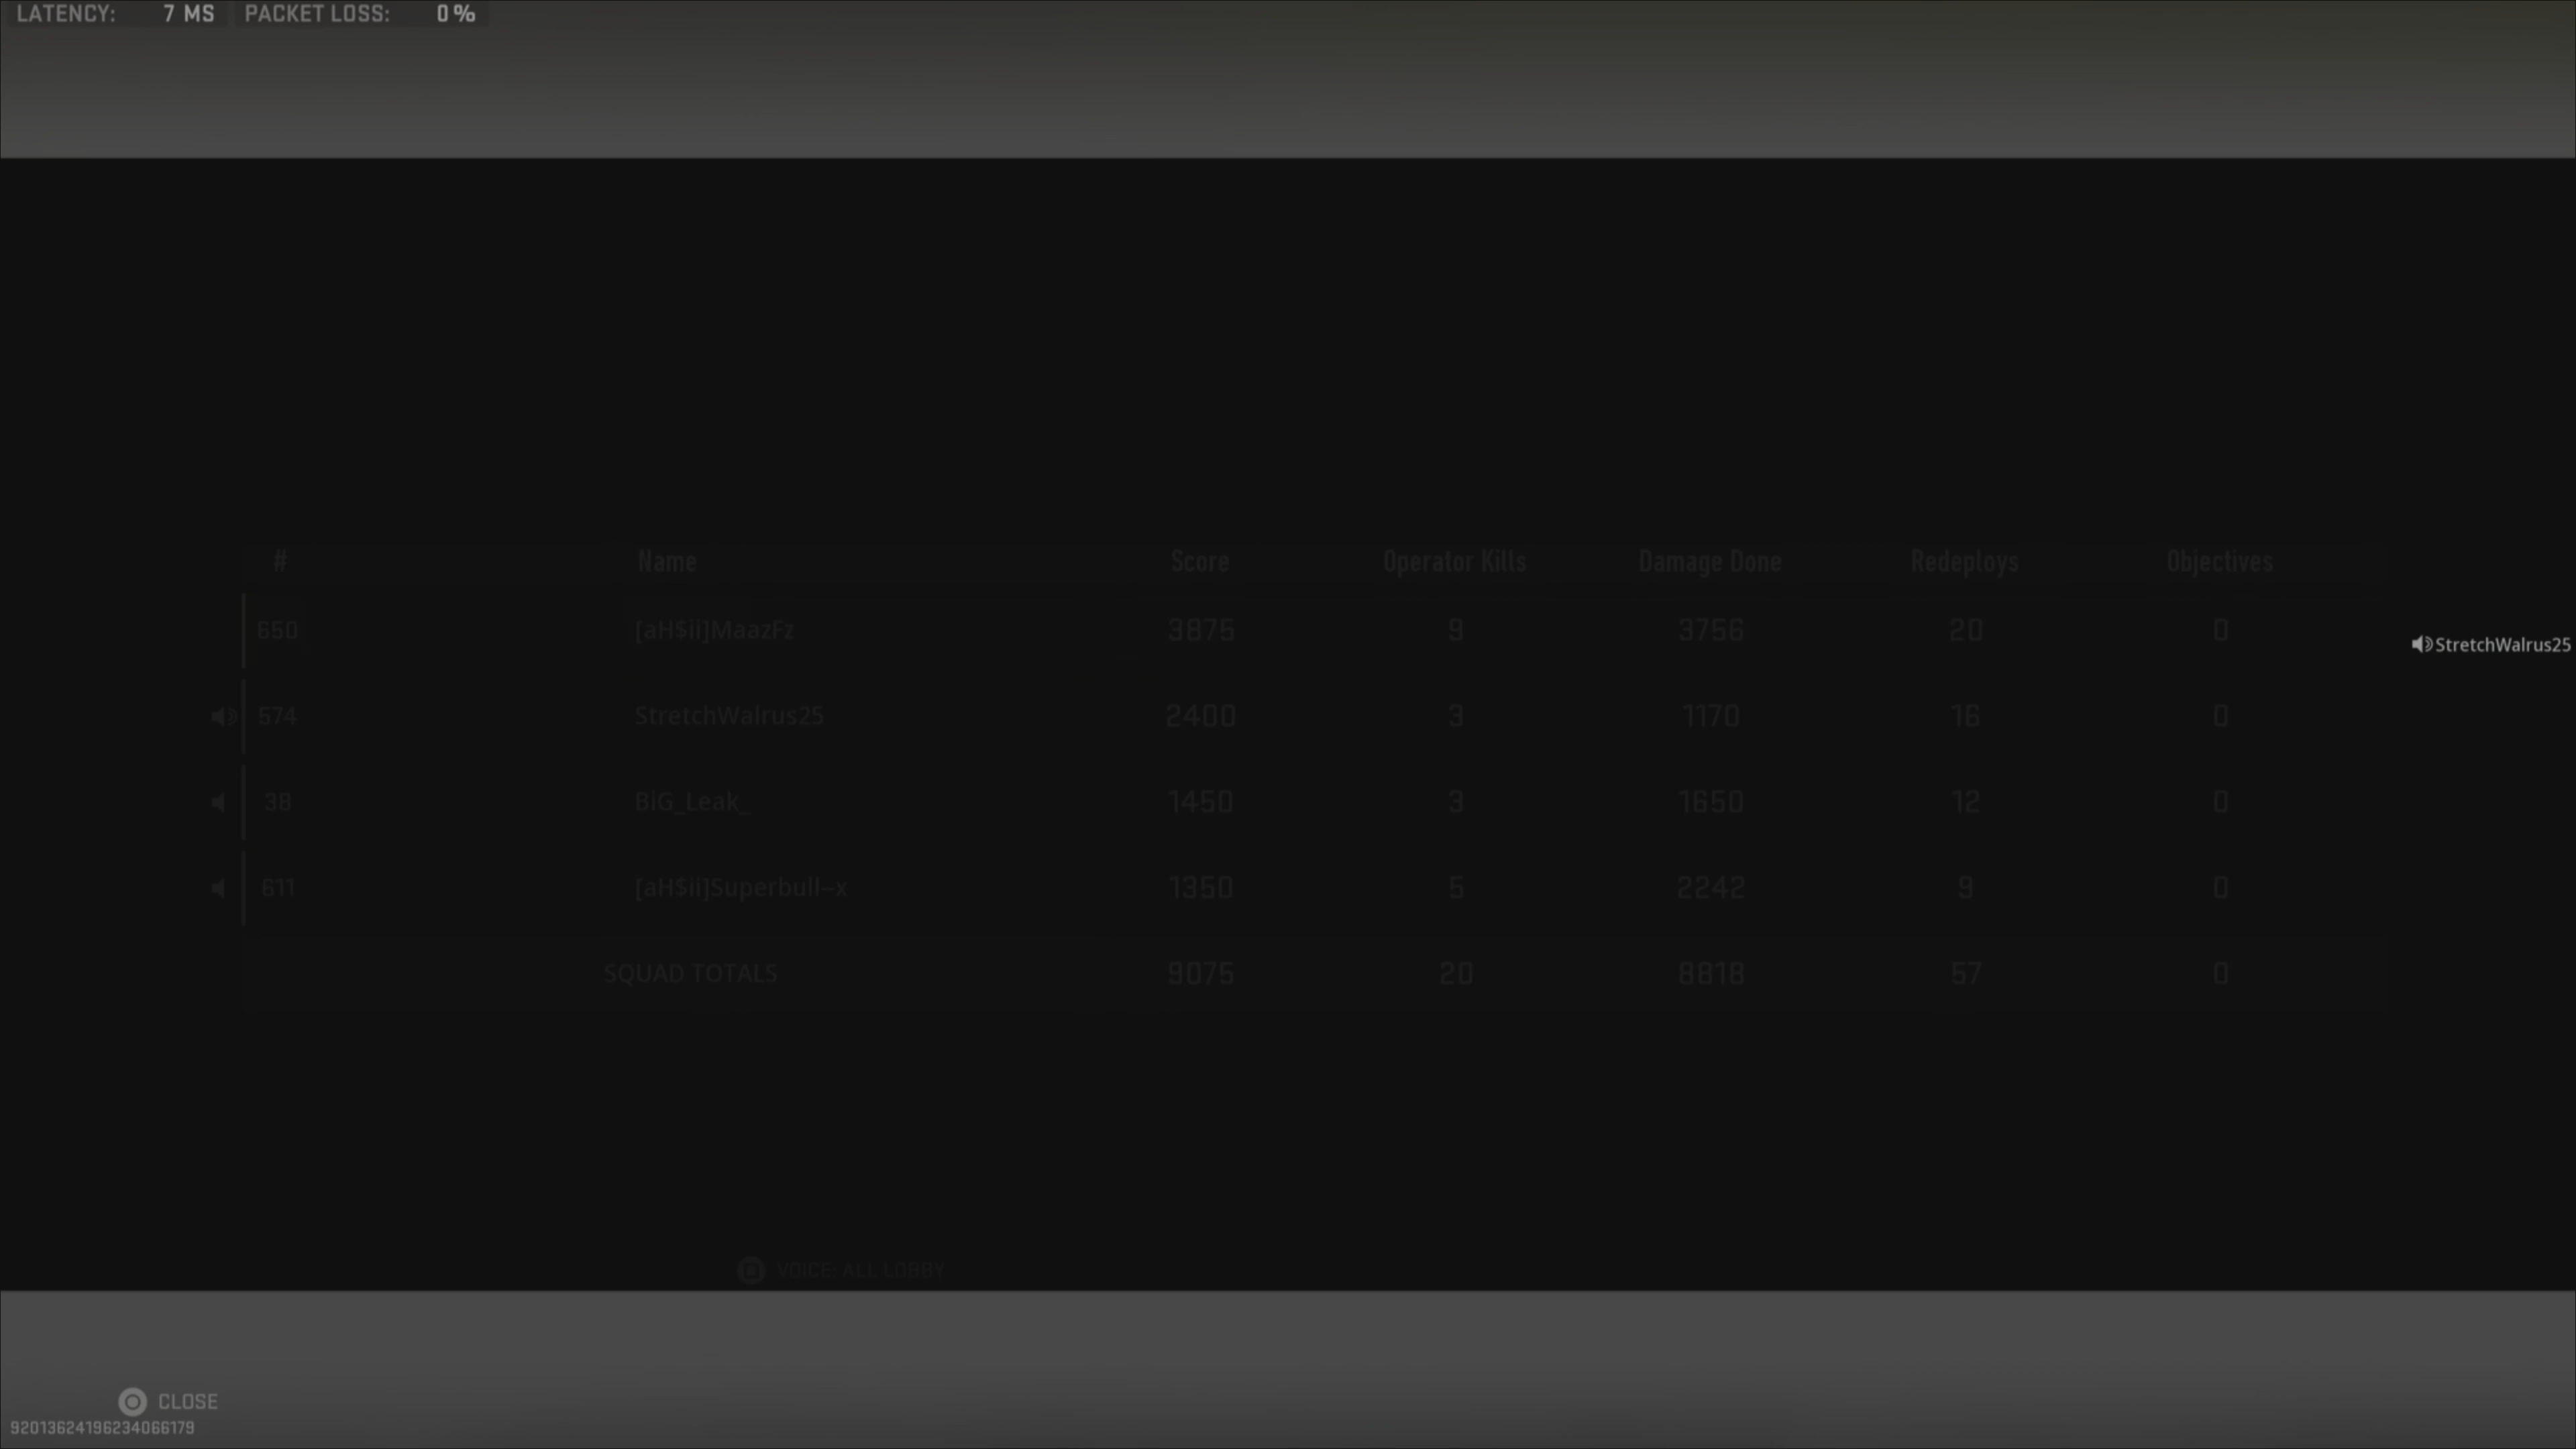 LATENCY: 7 MS PACKET LOSS: 0 %
# Name Score Operator Kills Damage Done Redeploys Objectives
650 [aH$ii]MaazFz 3875 9 3756 20 0
StretchWalrus25
574 StretchWalrus25 2400 3 1170 16 0
38 BiG_Leak_ 1450 3 1650 12 0
611 [aH$ii]Superbull-x 1350 5 2242 9 0
SQUAD TOTALS 9075 20 8818 57 0
VOICE: ALL LOBBY
CLOSE
92013624196234066179